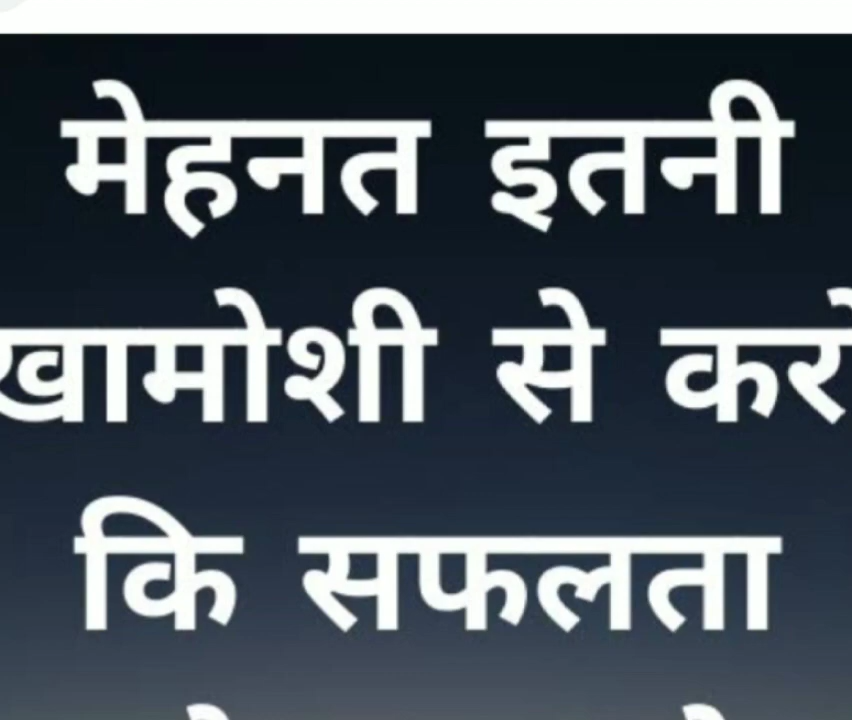 मेहनत इतनी
खामोशी से करो
कि सफलता